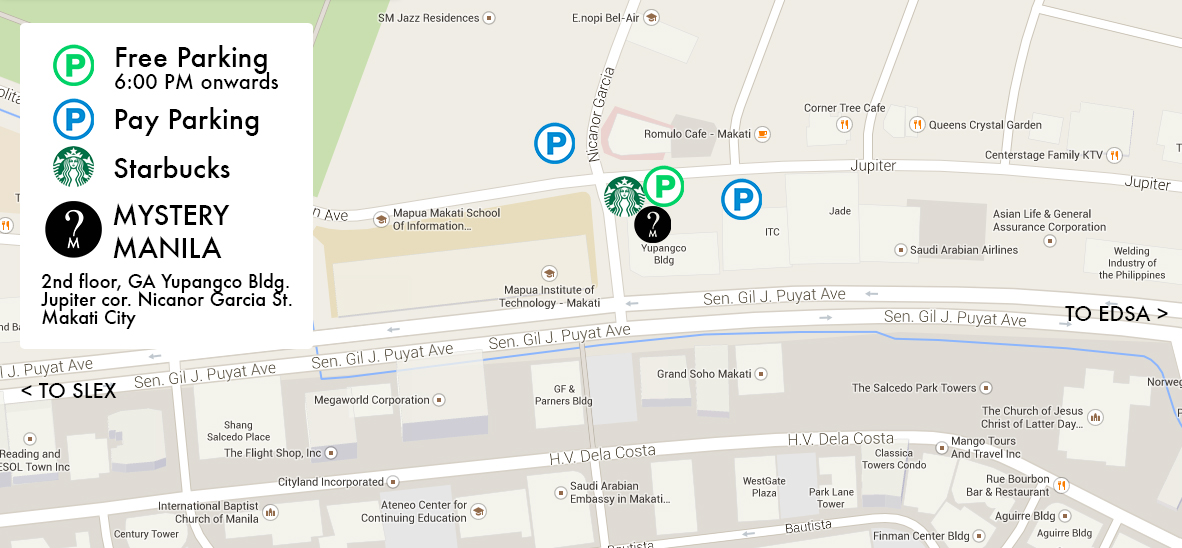 SM Jazz Residences
E.nopi Bel-Air
P Free Parking
6:00 PM onwards
P Pay Parking
Starbucks
? M MYSTERY
MANILA
2nd floor, GA Yupangco Bldg.
Jupiter cor. Nicanor Garcia St.
Makati City
Nicanor Garcia
Corner Tree Cafe
Queens Crystal Garden
Romulo Cafe - Makati
Centerstage Family KTV
P
Jupiter
Jupiter
P
P
? M
Yupangco
Bldg
n Ave
Mapua Makati School
Of Information...
ITC
Jade
Asian Life & General
Assurance Corporation
Saudi Arabian Airlines
Welding
Industry of
the Philippines
Mapua Institute of
Technology - Makati
Sen. Gil J. Puyat Ave
Sen. Gil J. Puyat Ave
TO EDSA >
nd Ba
l J. Puyat Ave
Sen. Gil J. Puyat Ave
Sen. Gil J. Puyat Ave
Sen. Gil J. Puyat Ave
< TO SLEX
Megaworld Corporation
GF &
Parners Bldg
Grand Soho Makati
The Salcedo Park Towers
Norweg
The Church of Jesus
Christ of Latter Day...
Shang
Salcedo Place
The Flight Shop, Inc
Reading and
ESOL Town Inc
H.V. Dela Costa
H.V. Dela Costa
Classica
Towers Condo
Mango Tours
And Travel Inc
Cityland Incorporated
Saudi Arabian
Embassy in Makati...
WestGate
Plaza
Park Lane
Tower
Rue Bourbon
Bar & Restaurant
International Baptist
Church of Manila
Ateneo Center for
Continuing Education
Aguirre Bldg
Aguirre Bldg
Century Tower
Bautista
Bautista
Finman Center Bldg